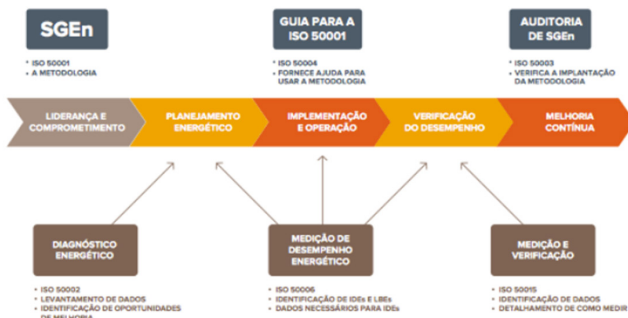 SGEn
GUIA PARA A
ISO 50001
AUDITORIA
DE SGEn
• ISO 50001
• A METODOLOGIA
• ISO 50004
• FORNECE AJUDA PARA
USAR A METODOLOGIA
• ISO 50003
• VERIFICA A IMPLANTAÇÃO
DA METODOLOGIA
LIDERANÇA E
COMPROMETIMENTO
PLANEJAMENTO
ENERGÉTICO
IMPLEMENTAÇÃO
E OPERAÇÃO
VERIFICAÇÃO
DO DESEMPENHO
MELHORIA
CONTÍNUA
DIAGNÓSTICO
ENERGÉTICO
MEDIÇÃO DE
DESEMPENHO
ENERGÉTICO
MEDIÇÃO E
VERIFICAÇÃO
• ISO 50002
• LEVANTAMENTO DE DADOS
• IDENTIFICAÇÃO DE OPORTUNIDADES
DE MELHORIA
• ISO 50006
• IDENTIFICAÇÃO DE IDEs E LBEs
• DADOS NECESSÁRIOS PARA IDEs
• ISO 50015
• IDENTIFICAÇÃO DE DADOS
• DETALHAMENTO DE COMO MEDIR